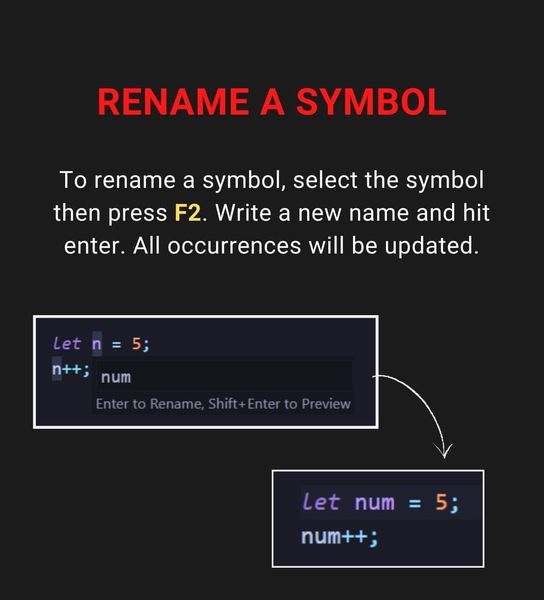 RENAME A SYMBOL
To rename a symbol, select the symbol
then press F2. Write a new name and hit
enter. All occurrences will be updated.
let n = 5;
n++;
num
Enter to Rename, Shift+Enter to Preview
let num = 5;
num++;